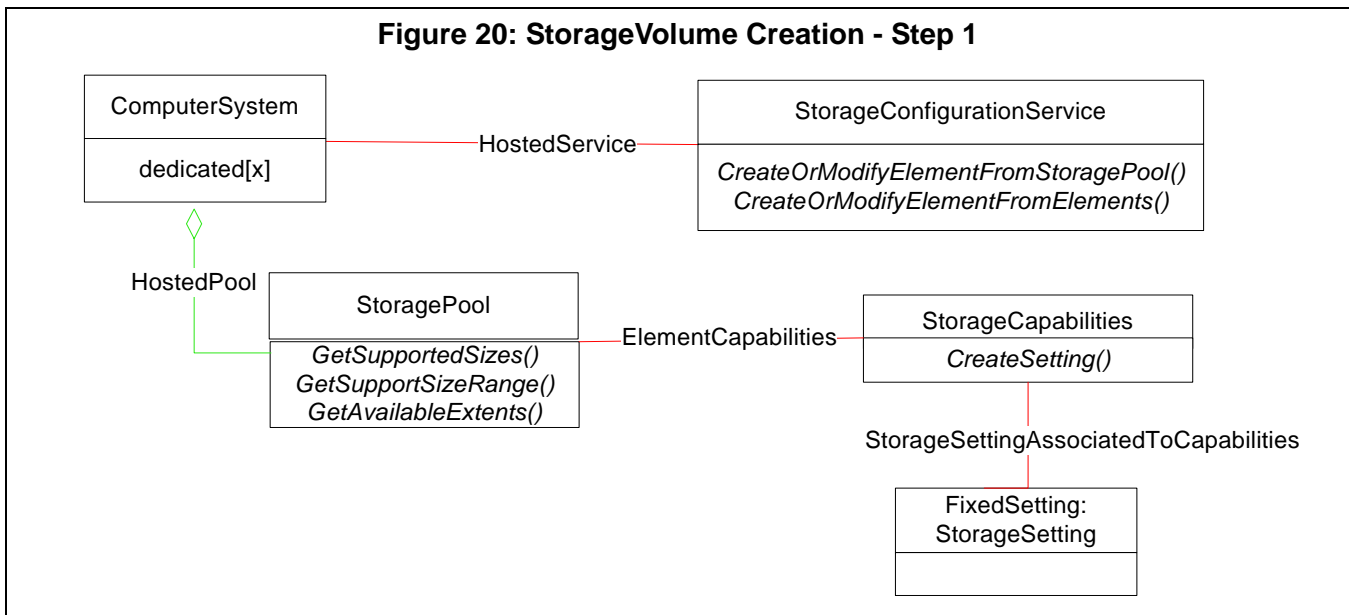 Figure 20: StorageVolume Creation - Step 1
ComputerSystem
dedicated[x]
HostedService
StorageConfigurationService
CreateOrModifyElementFromStoragePool()
CreateOrModifyElementFromElements()
HostedPool
StoragePool
GetSupportedSizes()
GetSupportSizeRange()
GetAvailableExtents()
ElementCapabilities
StorageCapabilities
CreateSetting()
StorageSettingAssociatedToCapabilities
FixedSetting:
StorageSetting